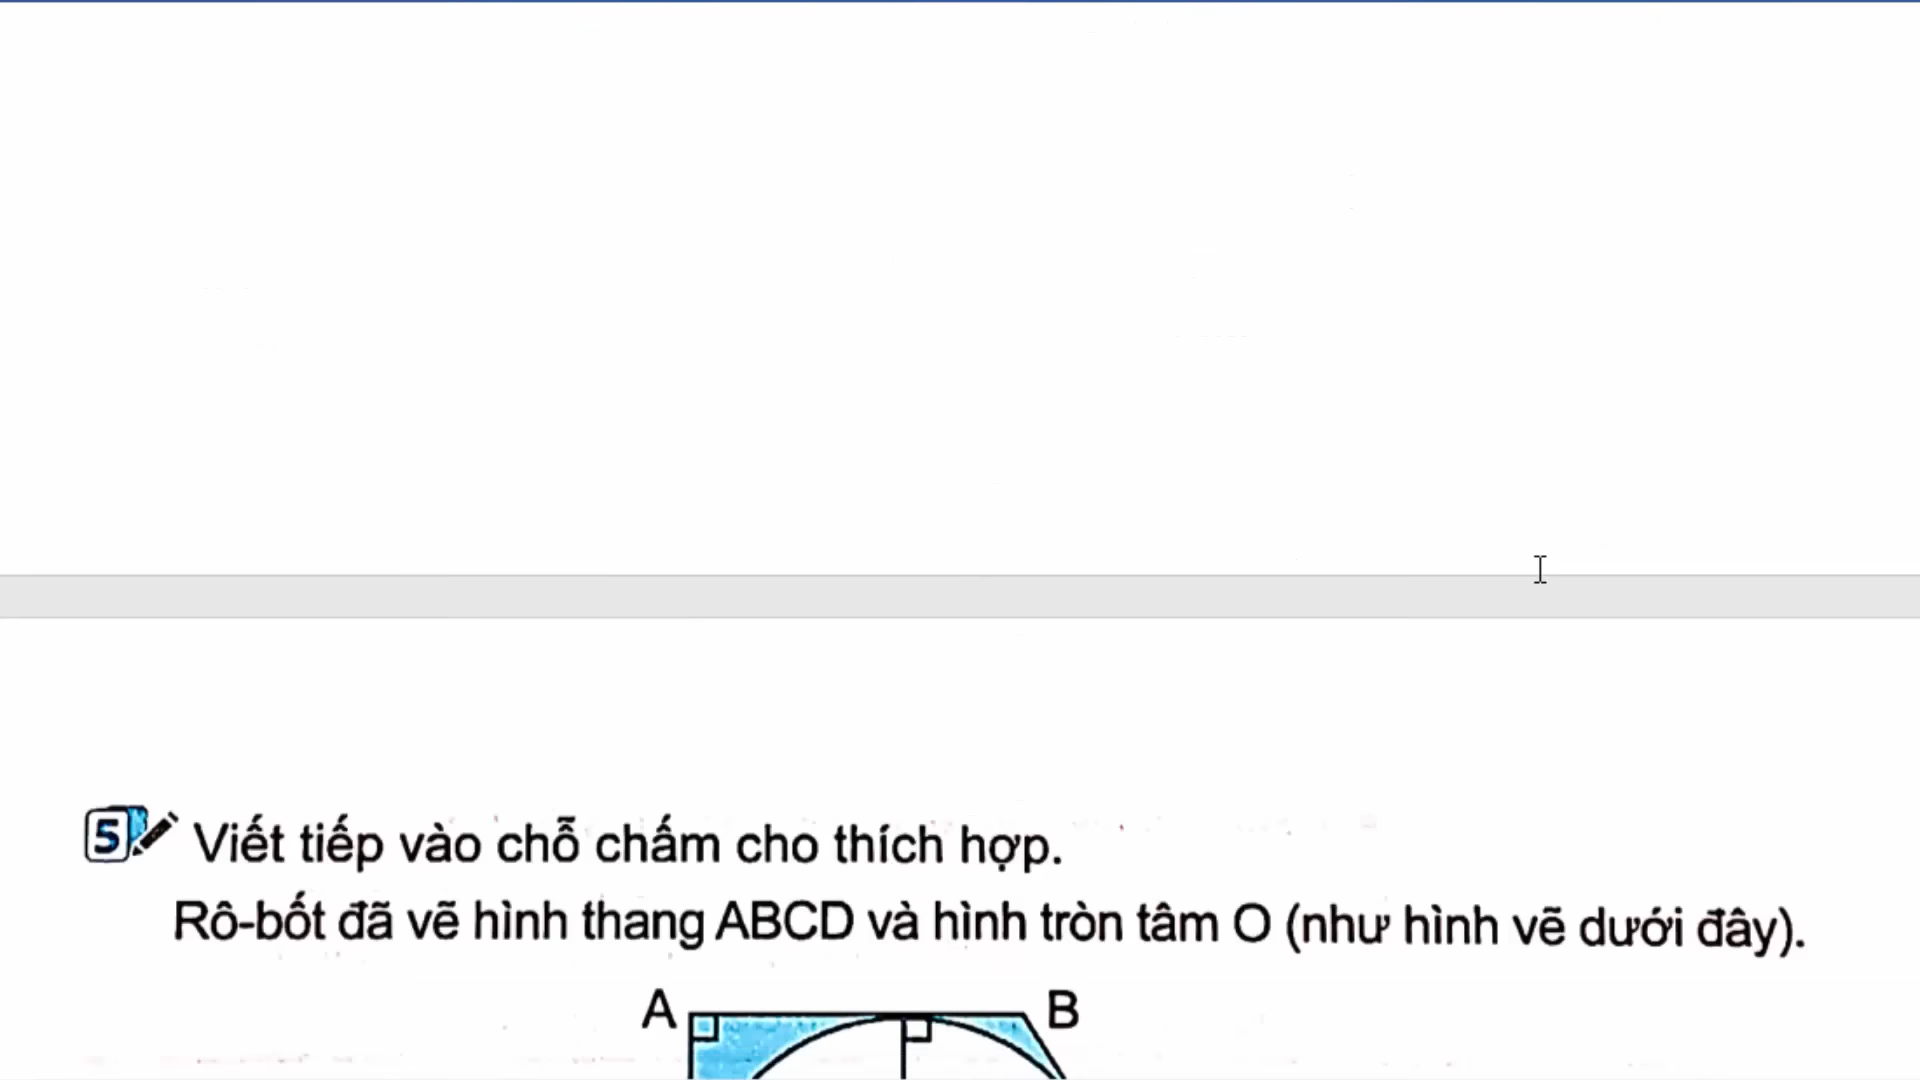 5 Viết tiếp vào chỗ chấm cho thích hợp.
Rô-bốt đã vẽ hình thang ABCD và hình tròn tâm O (như hình vẽ dưới đây).
A B